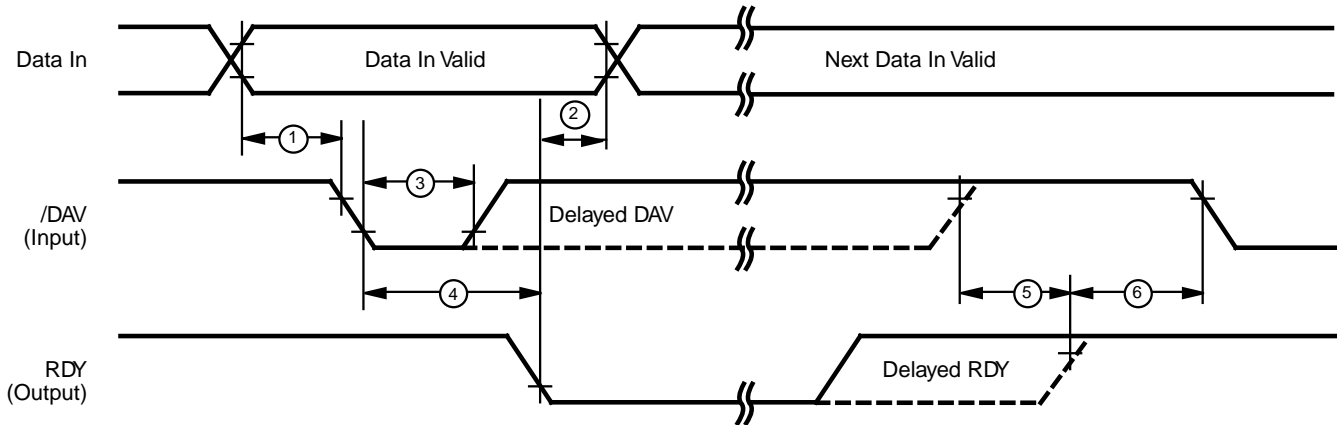 Data In
Data In Valid
Next Data In Valid
1
2
3
/DAV
(Input)
Delayed DAV
4
5
6
RDY
(Output)
Delayed RDY